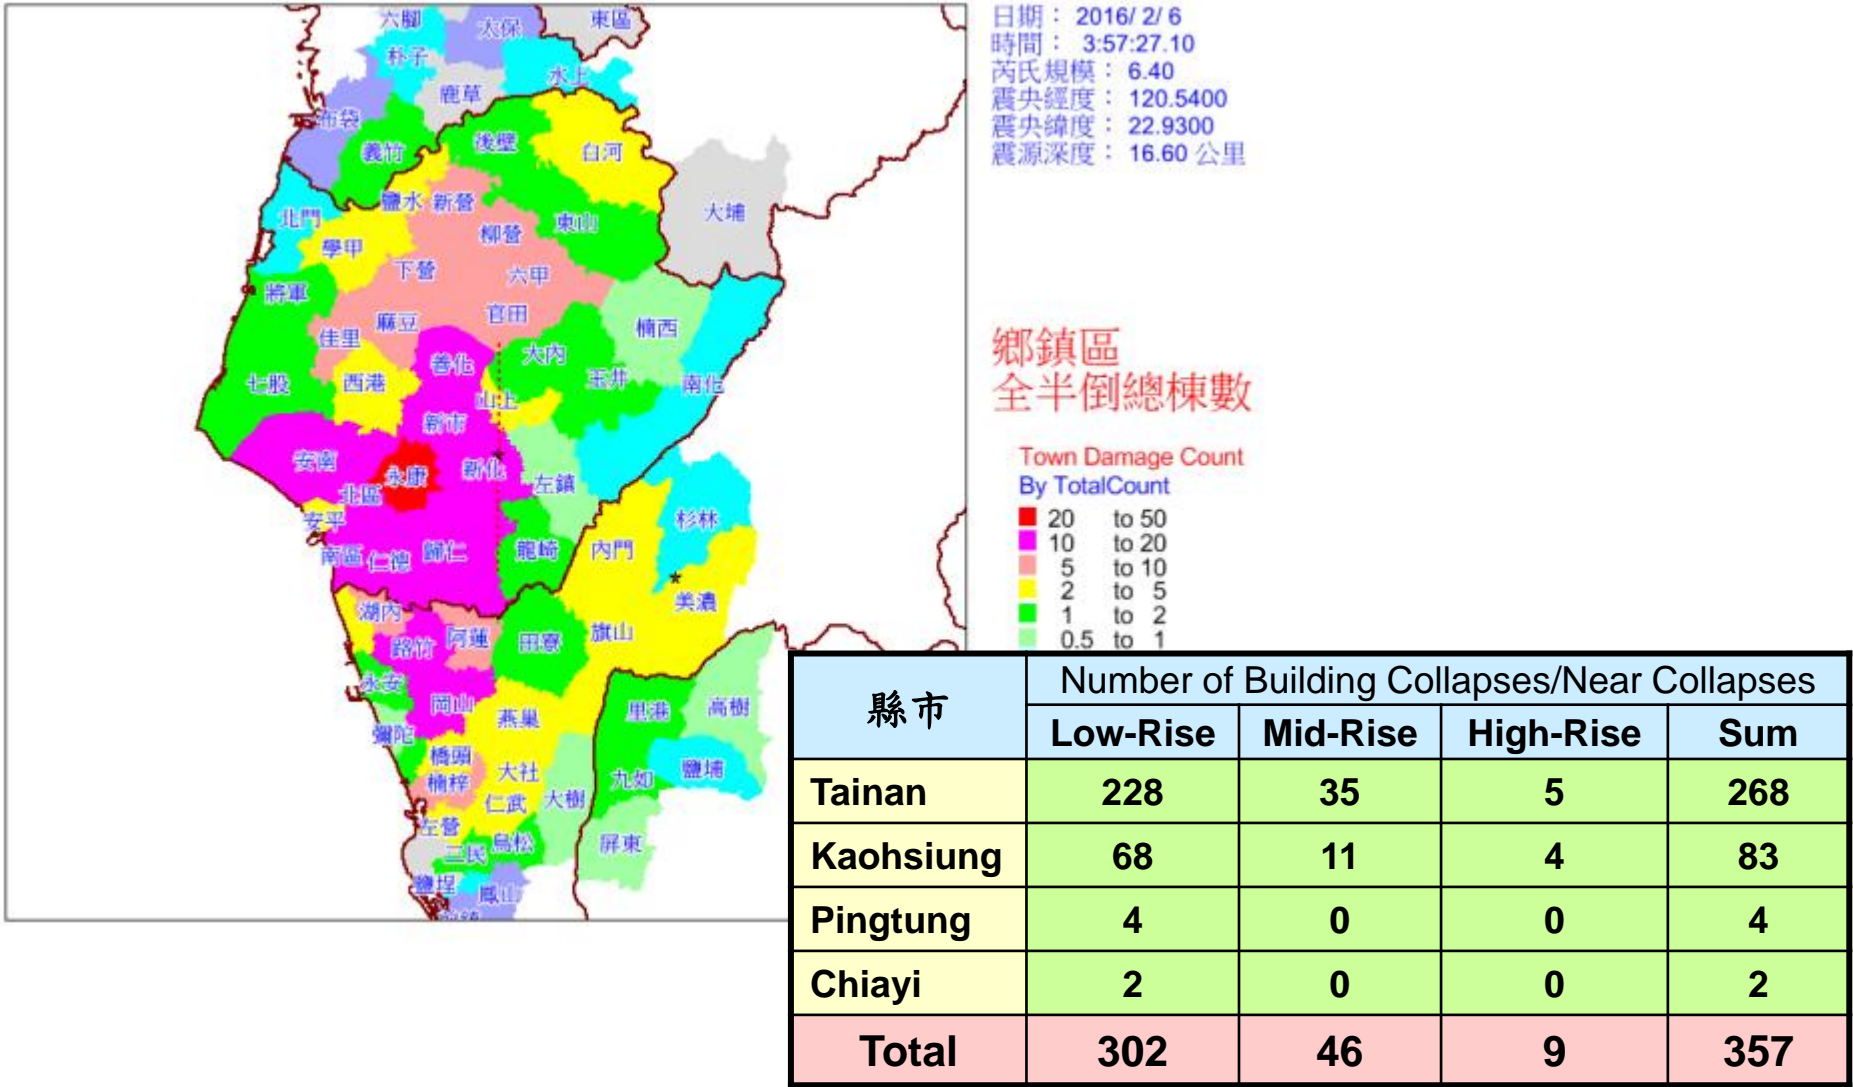 六腳
太保
東區
朴子
水上
鹿草
布袋
義竹
後壁
白河
鹽水
新營
大埔
北門
學甲
柳營
東山
下營
六甲
將軍
麻豆
官田
楠西
佳里
善化
大內
七股
西港
玉井
南化
山上
新市
安南
永康
新化
左鎮
北區
安平
杉林
南區
仁德
歸仁
龍崎
內門
美濃
湖內
路竹
阿蓮
田寮
旗山
永安
岡山
燕巢
里港
高樹
彌陀
橋頭
楠梓
大社
仁武
大樹
九如
鹽埔
左營
三民
鳥松
屏東
鹽埕
鳳山
日期： 2016/ 2/ 6
時間： 3:57:27.10
芮氏規模： 6.40
震央經度： 120.5400
震央緯度： 22.9300
震源深度： 16.60 公里
鄉鎮區
全半倒總棟數
Town Damage Count
By TotalCount
20 to 50
10 to 20
5 to 10
2 to 5
1 to 2
0.5 to 1
縣市 Number of Building Collapses/Near Collapses
Low-Rise Mid-Rise High-Rise Sum
Tainan 228 35 5 268
Kaohsiung 68 11 4 83
Pingtung 4 0 0 4
Chiayi 2 0 0 2
Total 302 46 9 357